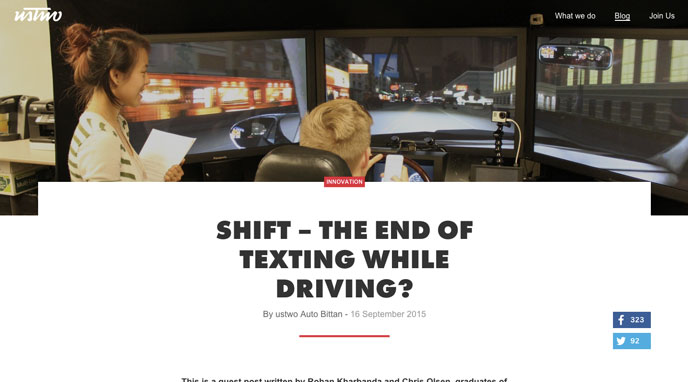 ustwo
What we do Blog Join Us
INNOVATION
SHIFT – THE END OF
TEXTING WHILE
DRIVING?
By ustwo Auto Bittan - 16 September 2015
323
92
This is a guest post written by Rohan Kharbanda and Chris Olsen, graduates of